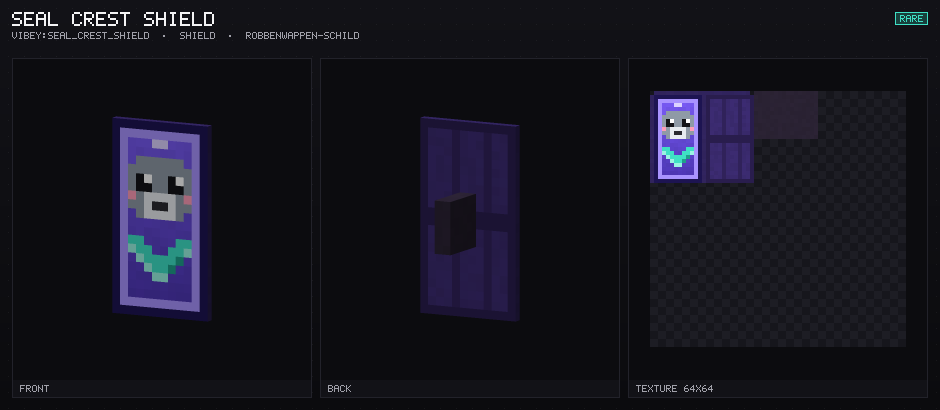 SEAL CREST SHIELD
RARE
VIBEY:SEAL_CREST_SHIELD • SHIELD • ROBBENWAPPEN-SCHILD
FRONT
BACK
TEXTURE 64X64